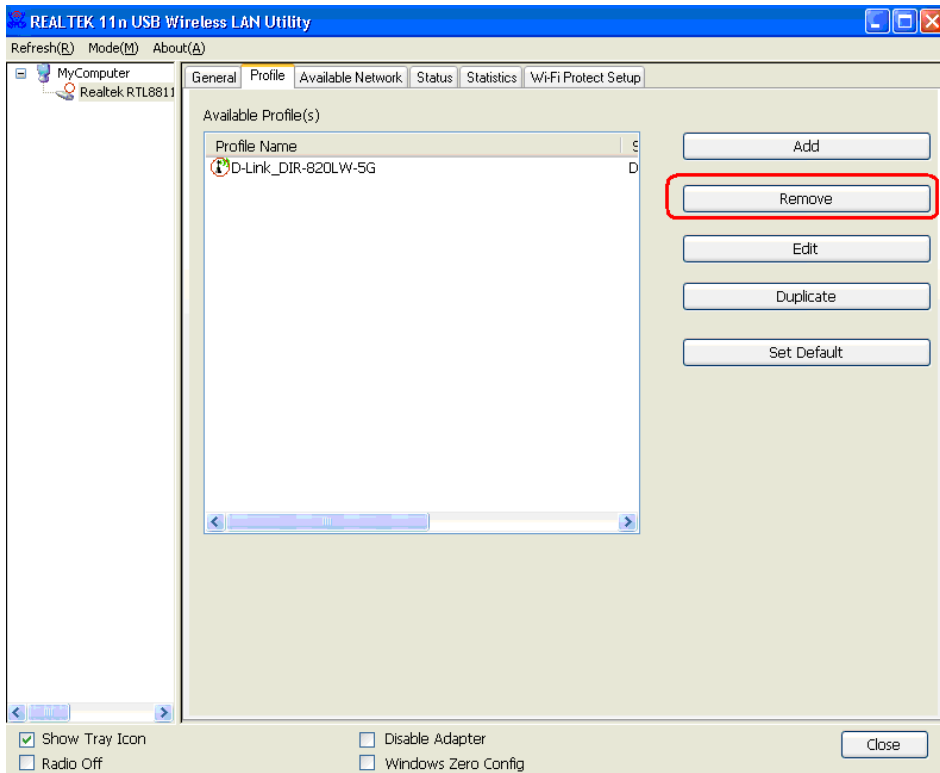 REALTEK 11n USB Wireless LAN Utility
Refresh(R) Mode(M) About(A)
MyComputer
Realtek RTL8811
General Profile Available Network Status Statistics Wi-Fi Protect Setup
Available Profile(s)
Profile Name
D-Link_DIR-820LW-5G D
Add
Remove
Edit
Duplicate
Set Default
Show Tray Icon
Radio Off
Disable Adapter
Windows Zero Config
Close